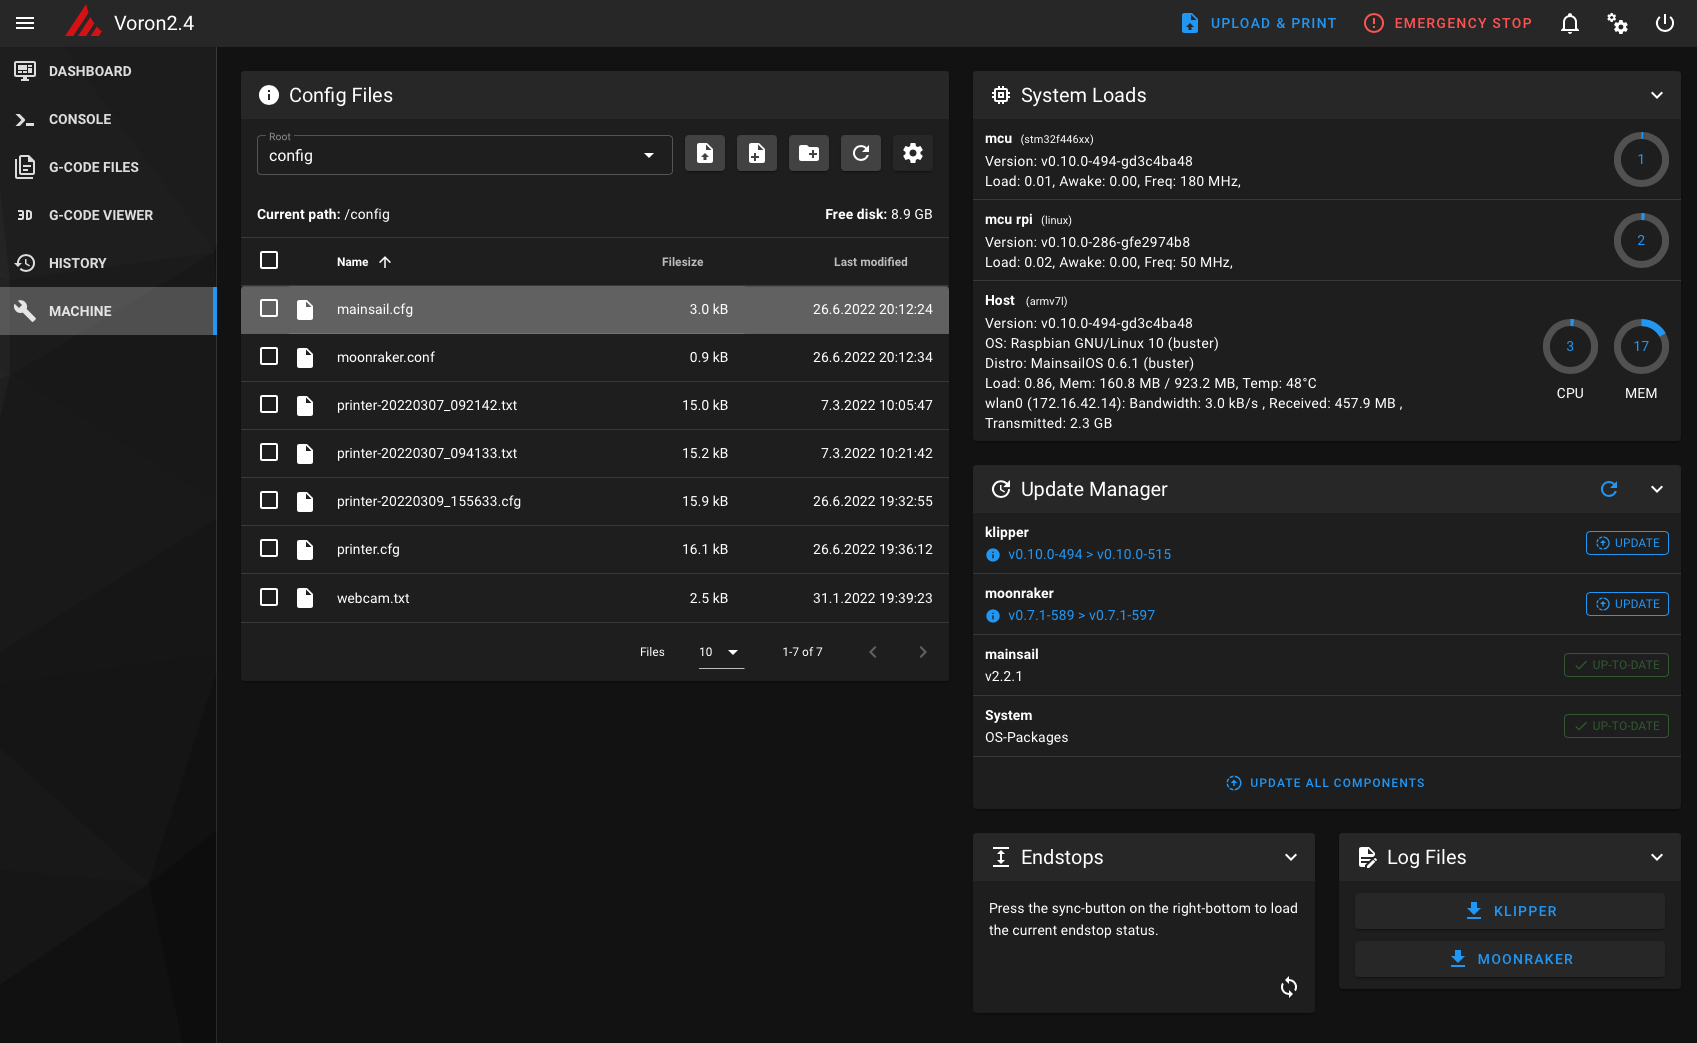 Voron2.4
UPLOAD & PRINT
EMERGENCY STOP
DASHBOARD
CONSOLE
G-CODE FILES
3D G-CODE VIEWER
HISTORY
MACHINE
Config Files
Root
config
Current path: /config
Free disk: 8.9 GB
Name Filesize Last modified
mainsail.cfg 3.0 kB 26.6.2022 20:12:24
moonraker.conf 0.9 kB 26.6.2022 20:12:34
printer-20220307_092142.txt 15.0 kB 7.3.2022 10:05:47
printer-20220307_094133.txt 15.2 kB 7.3.2022 10:21:42
printer-20220309_155633.cfg 15.9 kB 26.6.2022 19:32:55
printer.cfg 16.1 kB 26.6.2022 19:36:12
webcam.txt 2.5 kB 31.1.2022 19:39:23
Files 10 1-7 of 7
System Loads
mcu (stm32f446xx)
Version: v0.10.0-494-gd3c4ba48
Load: 0.01, Awake: 0.00, Freq: 180 MHz,
1
mcu rpi (linux)
Version: v0.10.0-286-gfe2974b8
Load: 0.02, Awake: 0.00, Freq: 50 MHz,
2
Host (armv7l)
Version: v0.10.0-494-gd3c4ba48
OS: Raspbian GNU/Linux 10 (buster)
Distro: MainsailOS 0.6.1 (buster)
Load: 0.86, Mem: 160.8 MB / 923.2 MB, Temp: 48°C
wlan0 (172.16.42.14): Bandwidth: 3.0 kB/s , Received: 457.9 MB ,
Transmitted: 2.3 GB
3 17
CPU MEM
Update Manager
klipper
v0.10.0-494 > v0.10.0-515
UPDATE
moonraker
v0.7.1-589 > v0.7.1-597
UPDATE
mainsail
v2.2.1
UP-TO-DATE
System
OS-Packages
UP-TO-DATE
UPDATE ALL COMPONENTS
Endstops
Press the sync-button on the right-bottom to load
the current endstop status.
Log Files
KLIPPER
MOONRAKER